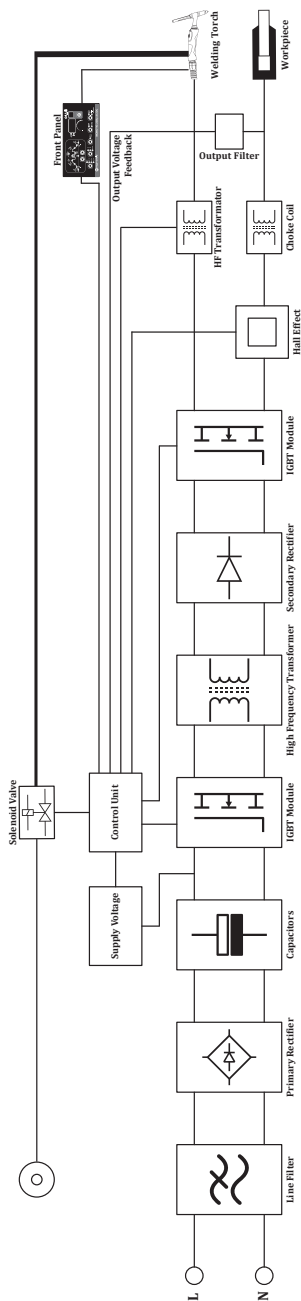 Solenoid Valve
Front Panel
Welding Torch
Workpiece
Output Voltage
Feedback
Output Filter
HF Transformator
Choke Coil
Hall Effect
Control Unit
Supply Voltage
L
N
Line Filter
Primary Rectifier
Capacitors
IGBT Module
High Frequency Transformer
Secondary Rectifier
IGBT Module